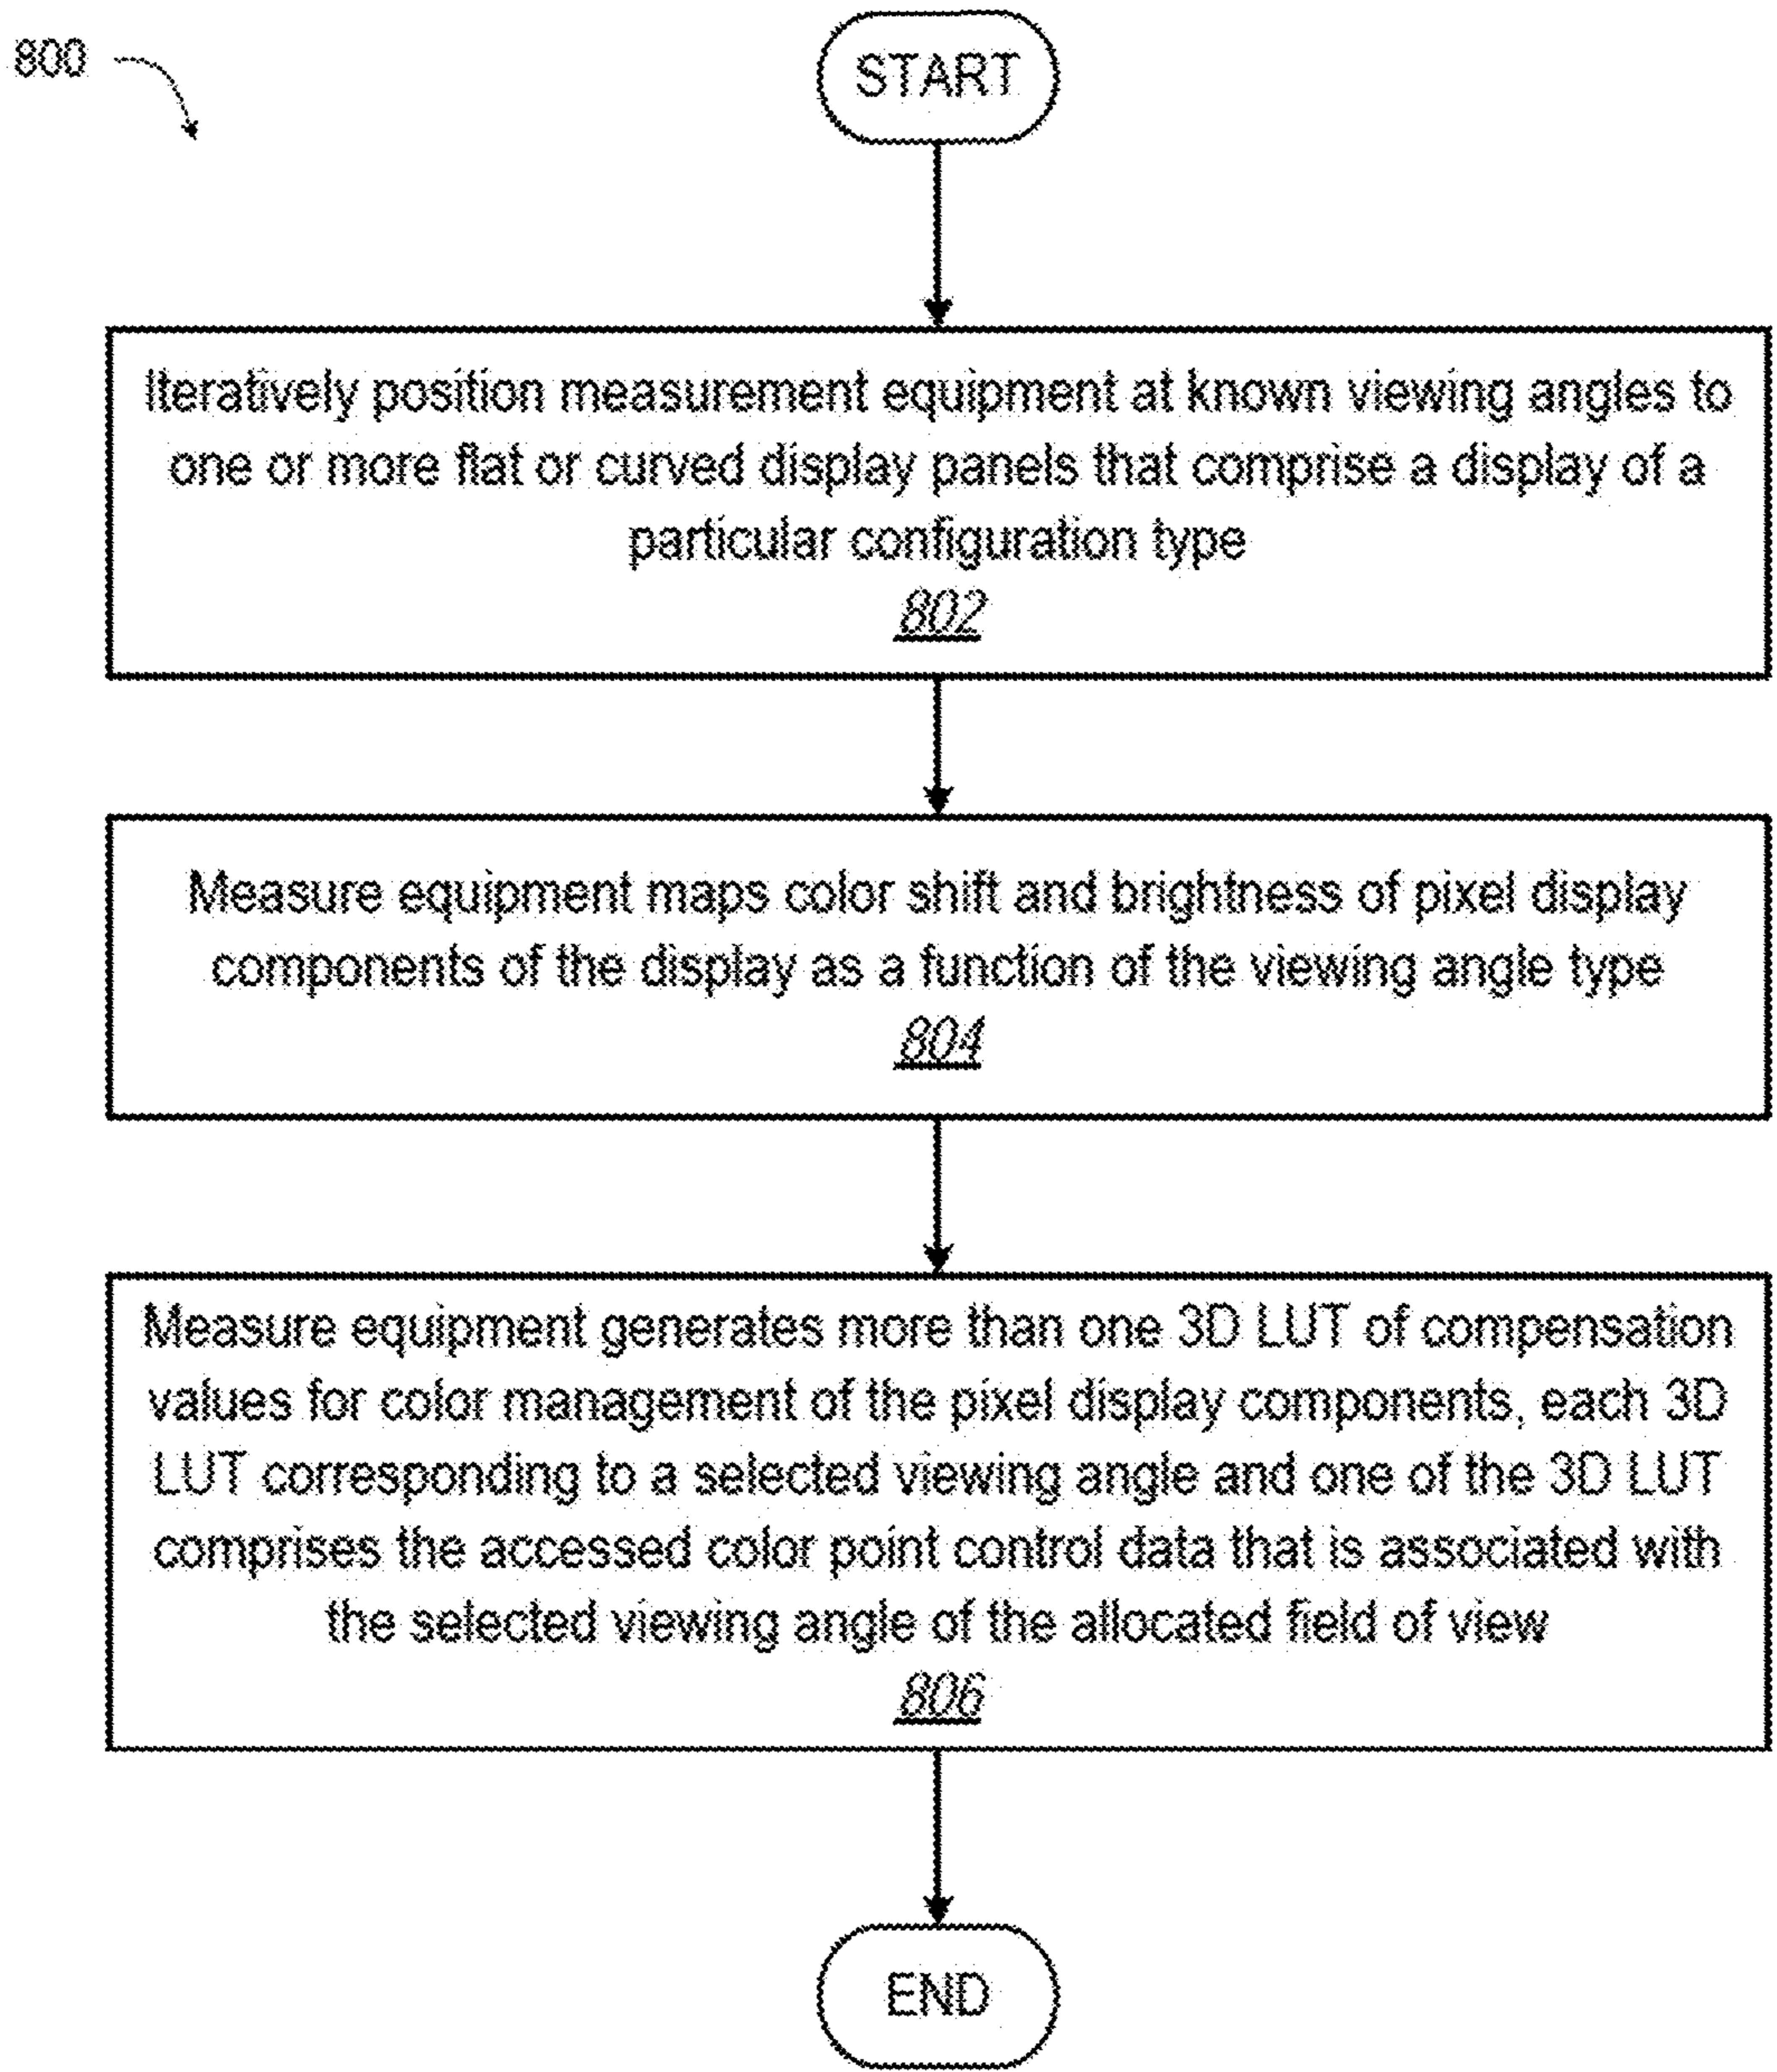 800
START
Iteratively position measurement equipment at known viewing angles to
one or more flat or curved display panels that comprise a display of a
particular configuration type
802
Measure equipment maps color shift and brightness of pixel display
components of the display as a function of the viewing angle type
804
Measure equipment generates more than one 3D LUT of compensation
values for color management of the pixel display components, each 3D
LUT corresponding to a selected viewing angle and one of the 3D LUT
comprises the accessed color point control data that is associated with
the selected viewing angle of the allocated field of view
806
END